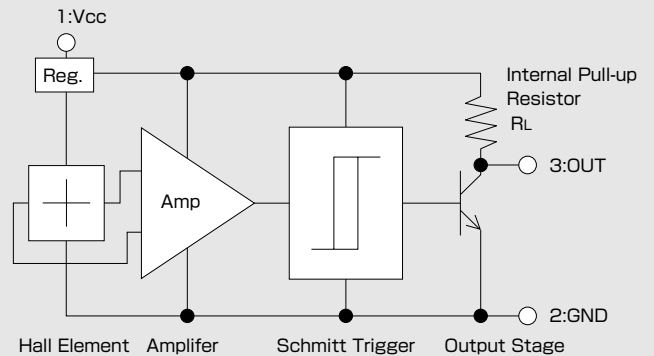 1:Vcc
Reg.
Internal Pull-up
Resistor
RL
3:OUT
Amp
2:GND
Hall Element
Amplifer
Schmitt Trigger
Output Stage